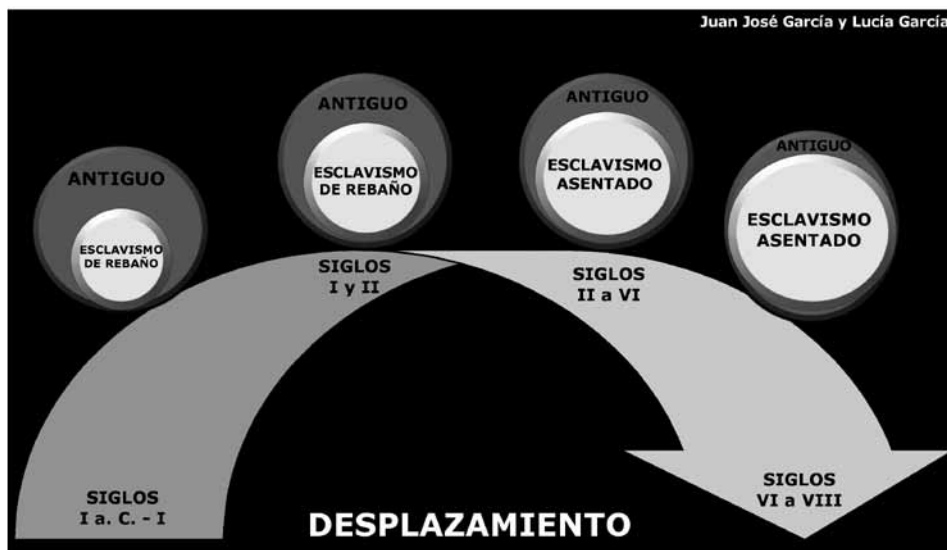 Juan José García y Lucía García
ANTIGUO
ESCLAVISMO
DE REBAÑO
ANTIGUO
ESCLAVISMO
DE REBAÑO
ANTIGUO
ESCLAVISMO
ASENTADO
ANTIGUO
ESCLAVISMO
ASENTADO
SIGLOS
I a. C. - I
SIGLOS
I y II
SIGLOS
II a VI
SIGLOS
VI a VIII
DESPLAZAMIENTO